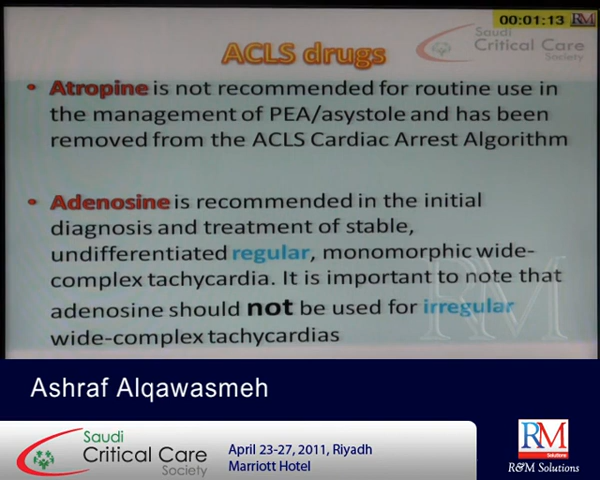 00:01:13 RM
Saudi
Critical Care
Society
ACLS drugs
• Atropine is not recommended for routine use in
the management of PEA/asystole and has been
removed from the ACLS Cardiac Arrest Algorithm
• Adenosine is recommended in the initial
diagnosis and treatment of stable,
undifferentiated regular, monomorphic wide-
complex tachycardia. It is important to note that
adenosine should not be used for irregular
wide-complex tachycardias
RM
Ashraf Alqawasmeh
Saudi
Critical Care
Society
April 23-27, 2011, Riyadh
Marriott Hotel
RM
Solutions
R&M Solutions